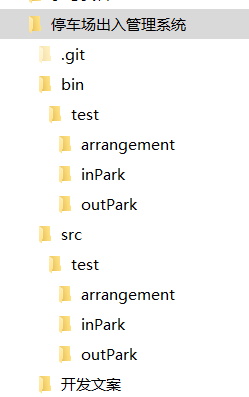 停车场出入管理系统
.git
bin
test
arrangement
inPark
outPark
src
test
arrangement
inPark
outPark
开发文案